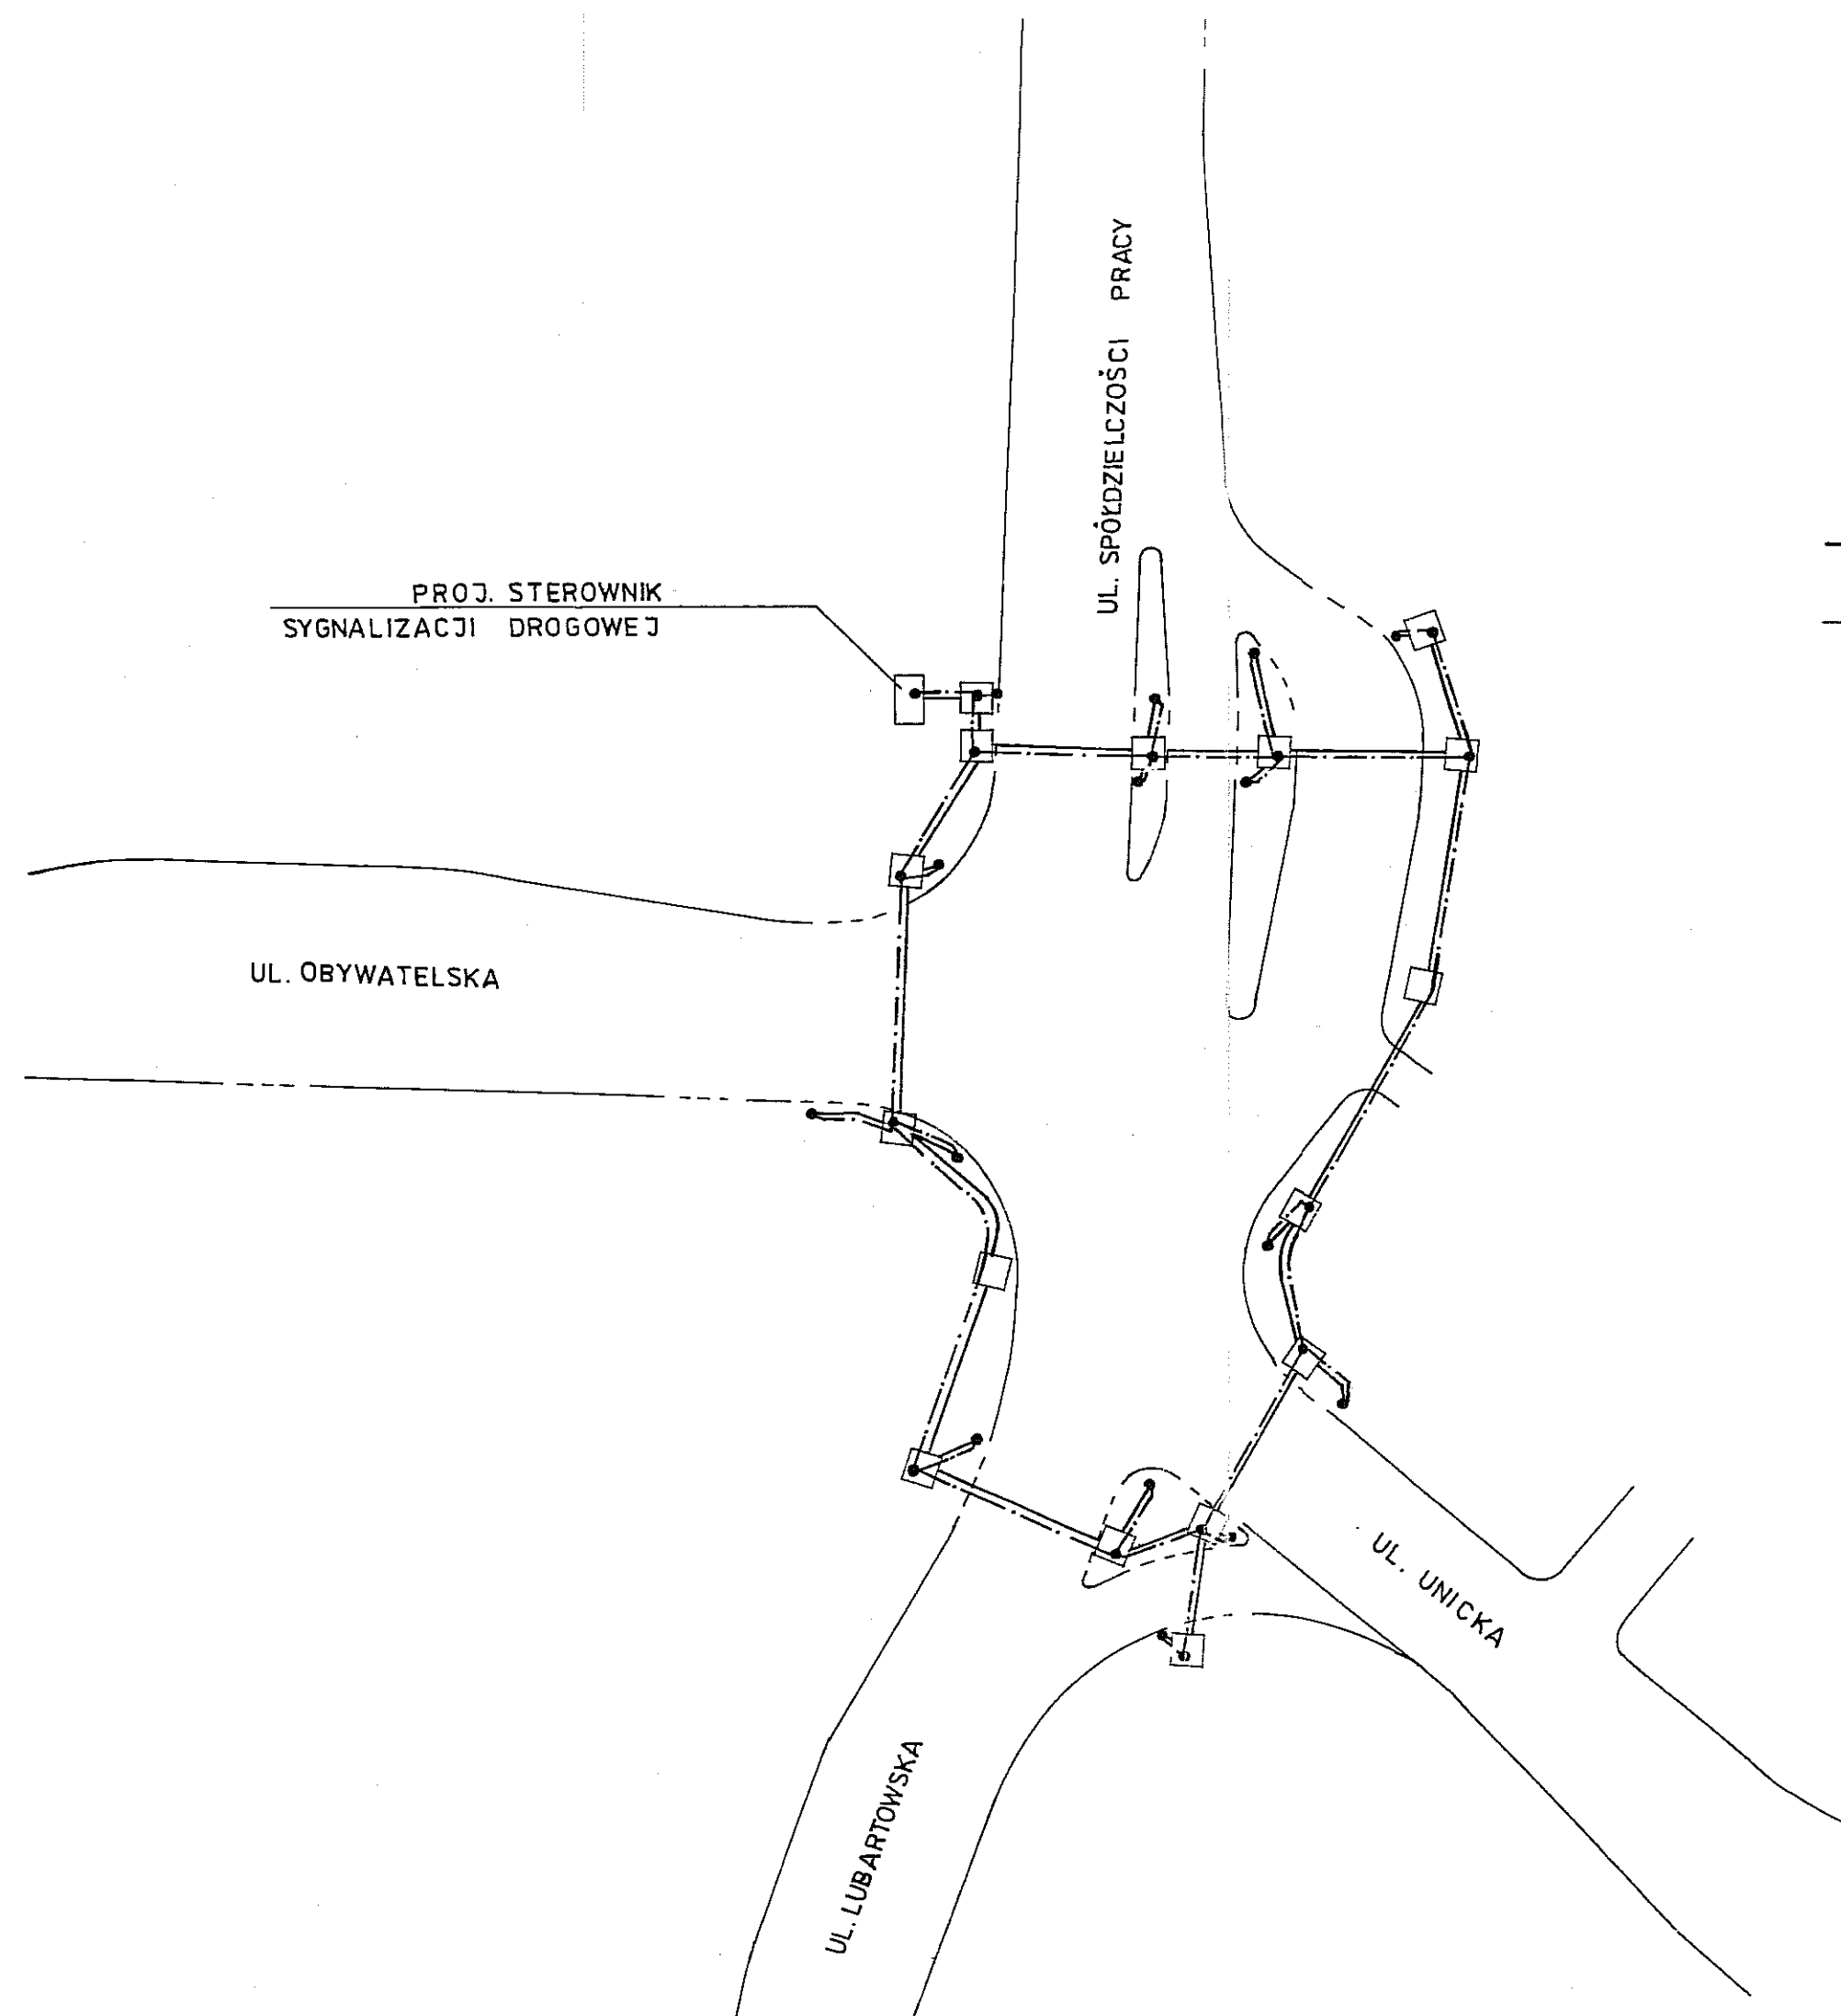 UL. SPÓŁDZIELCZOŚCI PRACY
PROJ. STEROWNIK
SYGNALIZACJI DROGOWEJ
UL. OBYWATELSKA
UL. UNICKA
UL. LUBARTOWSKA